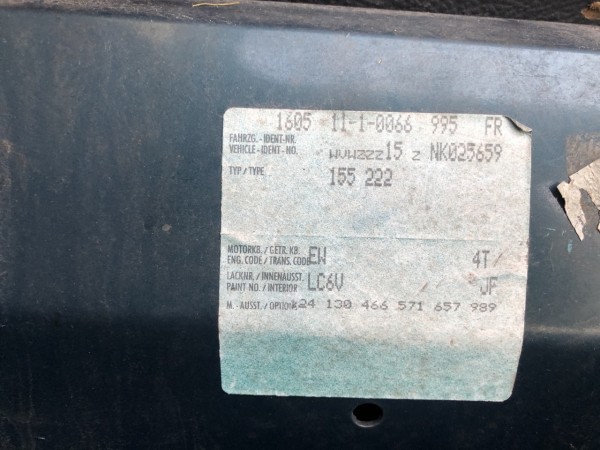 1605 11-1-0066 995 FR
FAHRZG.-IDENT-NR.
VEHICLE-IDENT-NO. WVWZZZ15 Z NK025659
TYP/TYPE 155 222
MOTORKB./GETR.KB.
ENG. CODE/TRANS. CODE EW 4T/
LACKNR./INNENAUSST.
PAINT NO./INTERIOR LC6V / JF
M.-AUSST./OPTIONS 24 130 466 571 657 989